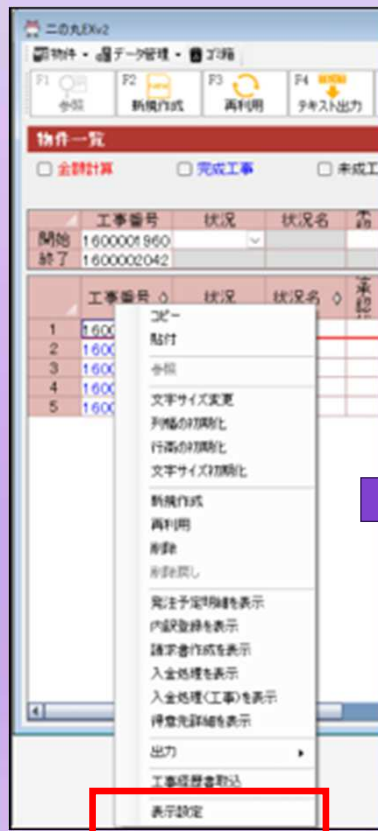 二の丸EXv2
物件 データ管理 ゴミ箱
F1 F2 F3 F4
参照 新規作成 再利用 テキスト出力
物件一覧
金額計算 完成工事 未成工
工事番号 状況 状況名
開始 1600001960
終了 1600002042
工事番号 状況 状況名 承認
1 1600
2 1600
3 1600
4 1600
5 1600
コピー
貼付
参照
文字サイズ変更
列幅の初期化
行高の初期化
文字サイズ初期化
新規作成
再利用
削除
削除戻し
発注予定明細を表示
内訳登録を表示
請求書作成を表示
入金処理を表示
入金処理(工事)を表示
得意先詳細を表示
出力
工事経歴書取込
表示設定